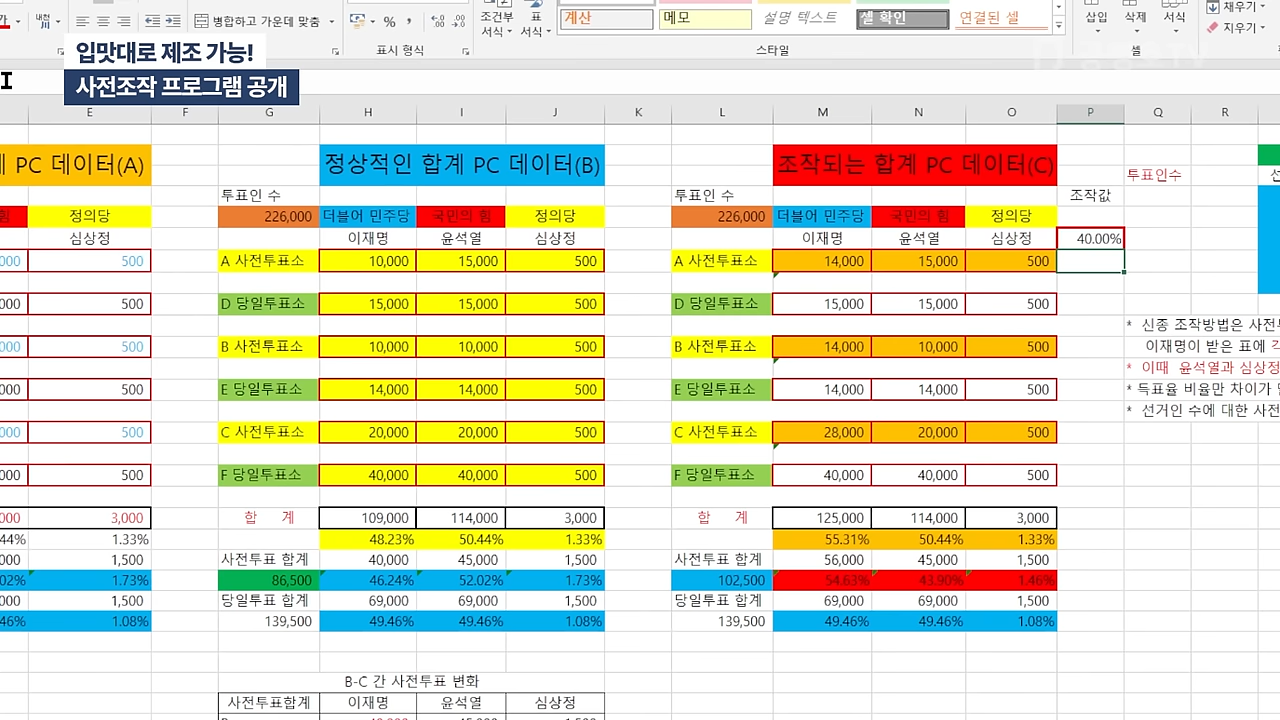 가
내천
병합하고 가운데 맞춤
%
조건부
서식
표
서식
계산
메모
설명 텍스트
셀 확인
연결된 셀
삽입
삭제
서식
채우기
지우기
표시 형식
스타일
셀
입맛대로 제조 가능!
사전조작 프로그램 공개
E F G H I J K L M N O P Q R
PC 데이터(A) 정상적인 합계 PC 데이터(B) 조작되는 합계 PC 데이터(C)
투표인수
투표인 수 투표인 수 조작값
힘 정의당 226,000 더불어 민주당 국민의 힘 정의당 226,000 더불어 민주당 국민의 힘 정의당
심상정 이재명 윤석열 심상정 이재명 윤석열 심상정 40.00%
000 500 A 사전투표소 10,000 15,000 500 A 사전투표소 14,000 15,000 500
000 500 D 당일투표소 15,000 15,000 500 D 당일투표소 15,000 15,000 500
* 신종 조작방법은 사전
000 500 B 사전투표소 10,000 10,000 500 B 사전투표소 14,000 10,000 500 이재명이 받은 표에
* 이때 윤석열과 심상정
000 500 E 당일투표소 14,000 14,000 500 E 당일투표소 14,000 14,000 500 * 득표율 비율만 차이가
* 선거인 수에 대한 사전
000 500 C 사전투표소 20,000 20,000 500 C 사전투표소 28,000 20,000 500
000 500 F 당일투표소 40,000 40,000 500 F 당일투표소 40,000 40,000 500
000 3,000 합 계 109,000 114,000 3,000 합 계 125,000 114,000 3,000
44% 1.33% 48.23% 50.44% 1.33% 55.31% 50.44% 1.33%
000 1,500 사전투표 합계 40,000 45,000 1,500 사전투표 합계 56,000 45,000 1,500
02% 1.73% 86,500 46.24% 52.02% 1.73% 102,500 54.63% 43.90% 1.46%
000 1,500 당일투표 합계 69,000 69,000 1,500 당일투표 합계 69,000 69,000 1,500
46% 1.08% 139,500 49.46% 49.46% 1.08% 139,500 49.46% 49.46% 1.08%
B-C 간 사전투표 변화
사전투표합계 이재명 윤석열 심상정